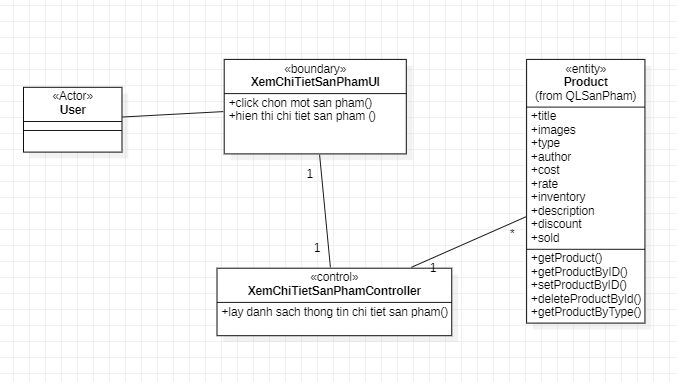 «Actor»
User
«boundary»
XemChiTietSanPhamUI
+click chon mot san pham()
+hien thi chi tiet san pham ()
«entity»
Product
(from QLSanPham)
+title
+images
+type
+author
+cost
+rate
+inventory
+description
+discount
+sold
+getProduct()
+getProductByID()
+setProductByID()
+deleteProductById()
+getProductByType()
1
1
*
1
«control»
XemChiTietSanPhamController
+lay danh sach thong tin chi tiet san pham()